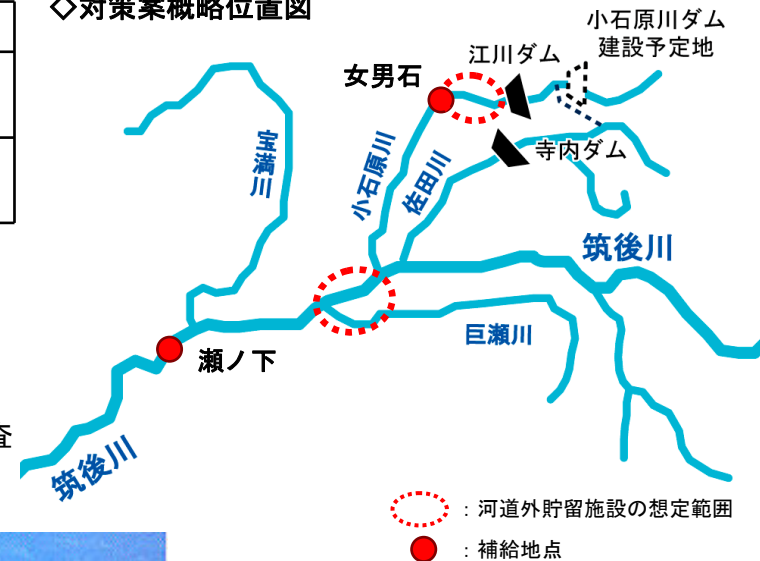 ◇対策案概略位置図
小石原川ダム
建設予定地
江川ダム
女男石
寺内ダム
宝満川
小石原川
佐田川
筑後川
巨瀬川
瀬ノ下
査
筑後川
：河道外貯留施設の想定範囲
：補給地点